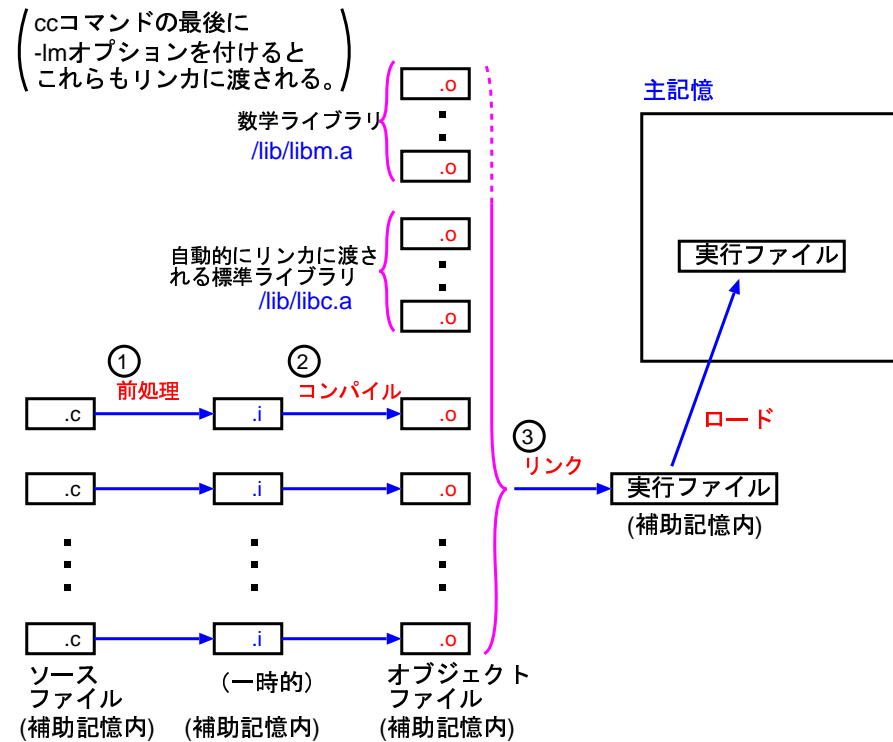 ccコマンドの最後に
-lmオプションを付けると
これらもリンカに渡される。
.o
数学ライブラリ
/lib/libm.a
.o
主記憶
.o
自動的にリンカに渡さ
れる標準ライブラリ
/lib/libc.a
.o
実行ファイル
① ②
前処理 コンパイル
.c .i .o
ロード
③
リンク
.c .i .o 実行ファイル
(補助記憶内)
.c .i .o
ソース
ファイル
(補助記憶内)
(一時的)
(補助記憶内)
オブジェクト
ファイル
(補助記憶内)